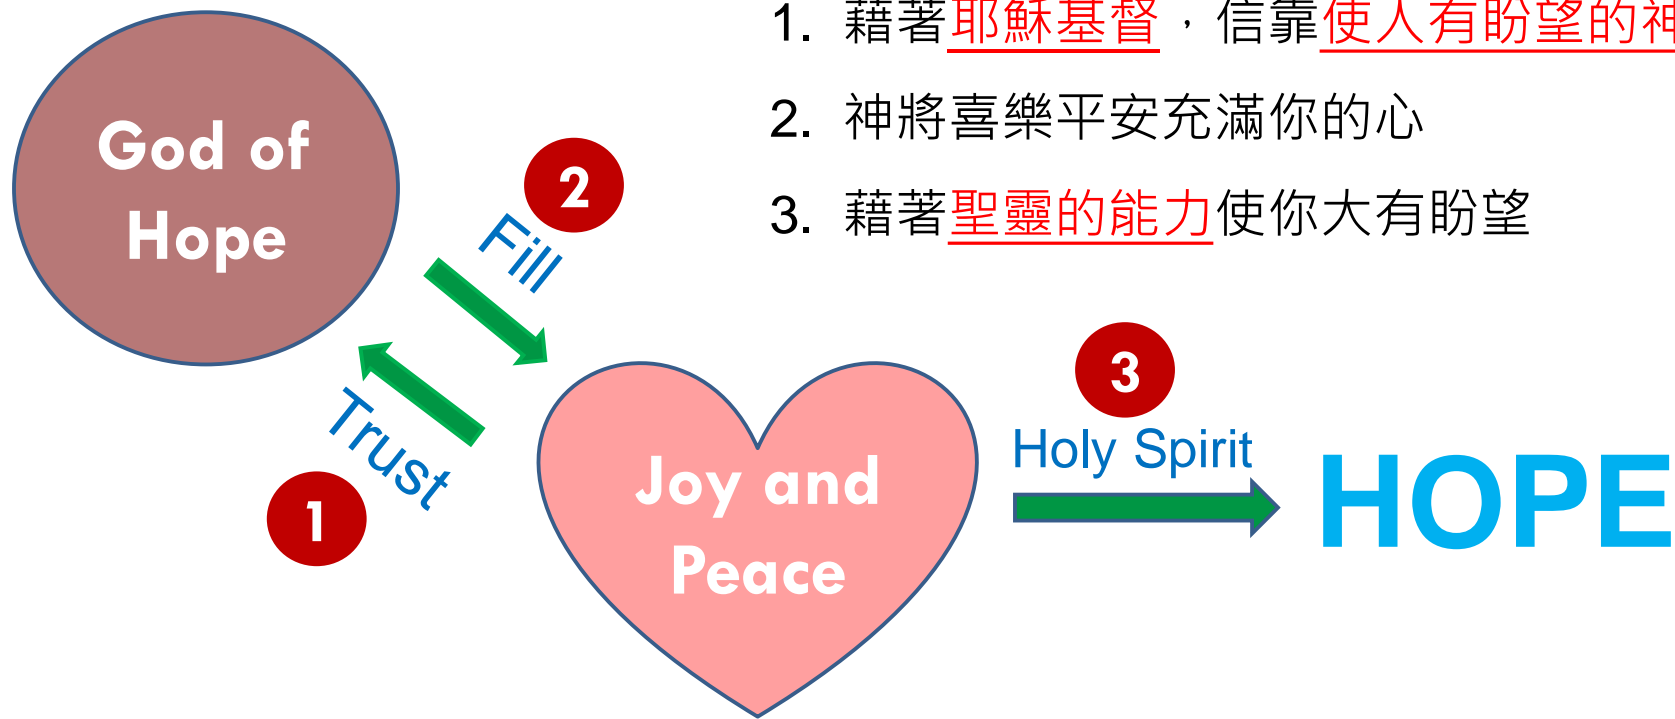 1. 藉著耶穌基督，信靠使人有盼望的神
2. 神將喜樂平安充滿你的心
3. 藉著聖靈的能力使你大有盼望
God of
Hope
2
Fill
Trust
1
Joy and
Peace
3
Holy Spirit
HOPE